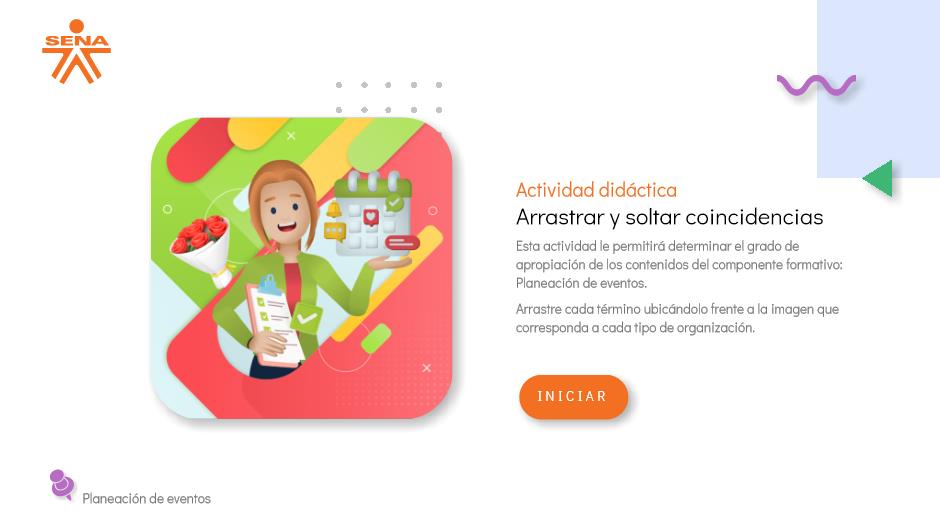 SENA
Actividad didáctica
Arrastrar y soltar coincidencias
Esta actividad le permitirá determinar el grado de
apropiación de los contenidos del componente formativo:
Planeación de eventos.
Arrastre cada término ubicándolo frente a la imagen que
corresponda a cada tipo de organización.
INICIAR
Planeación de eventos